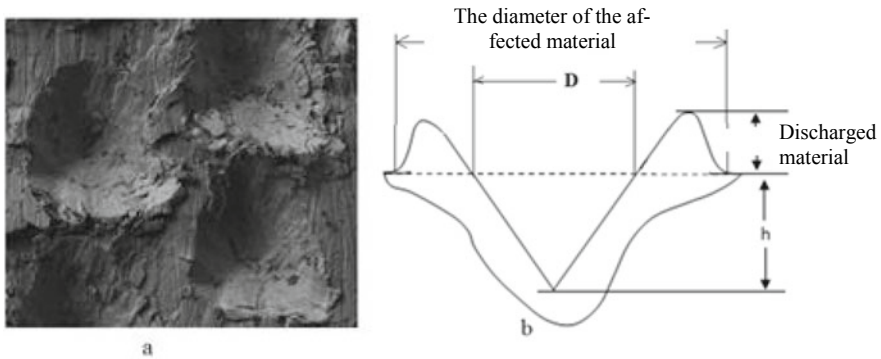 The diameter of the af-
fected material
D
Discharged
material
h
b
a